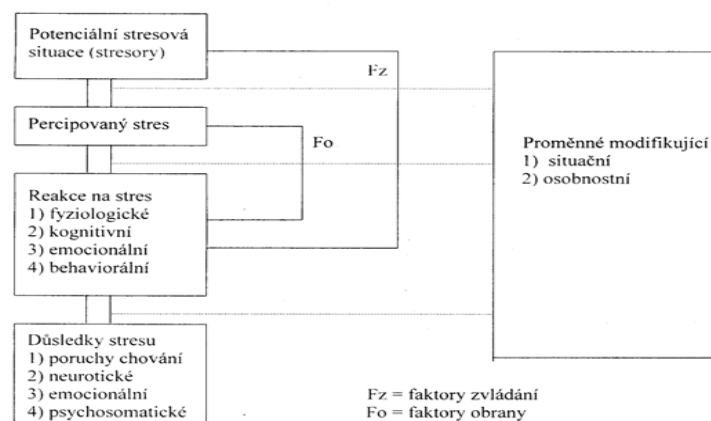 Potenciální stresová
situace (stresory)
Fz
Percipovaný stres
Fo
Proměnné modifikující
1) situační
2) osobnostní
Reakce na stres
1) fyziologické
2) kognitivní
3) emocionální
4) behaviorální
Důsledky stresu
1) poruchy chování
2) neurotické
3) emocionální
4) psychosomatické
Fz = faktory zvládání
Fo = faktory obrany